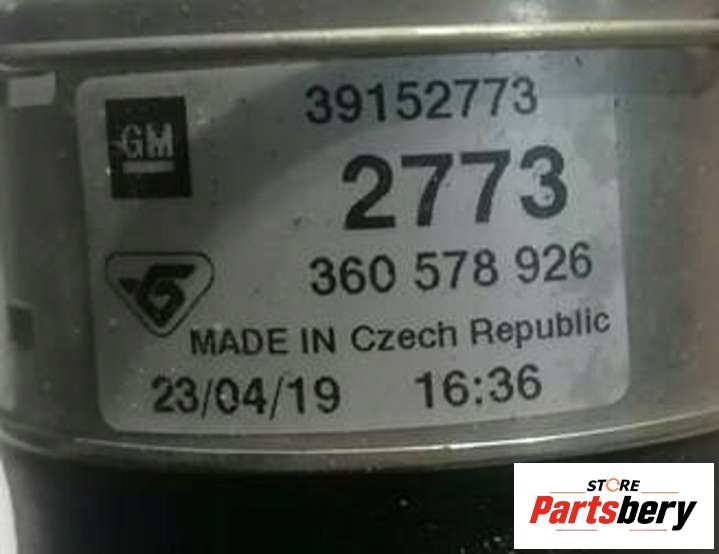 39152773
GM
2773
360 578 926
MADE IN Czech Republic
23/04/19 16:36
STORE
Partsbery